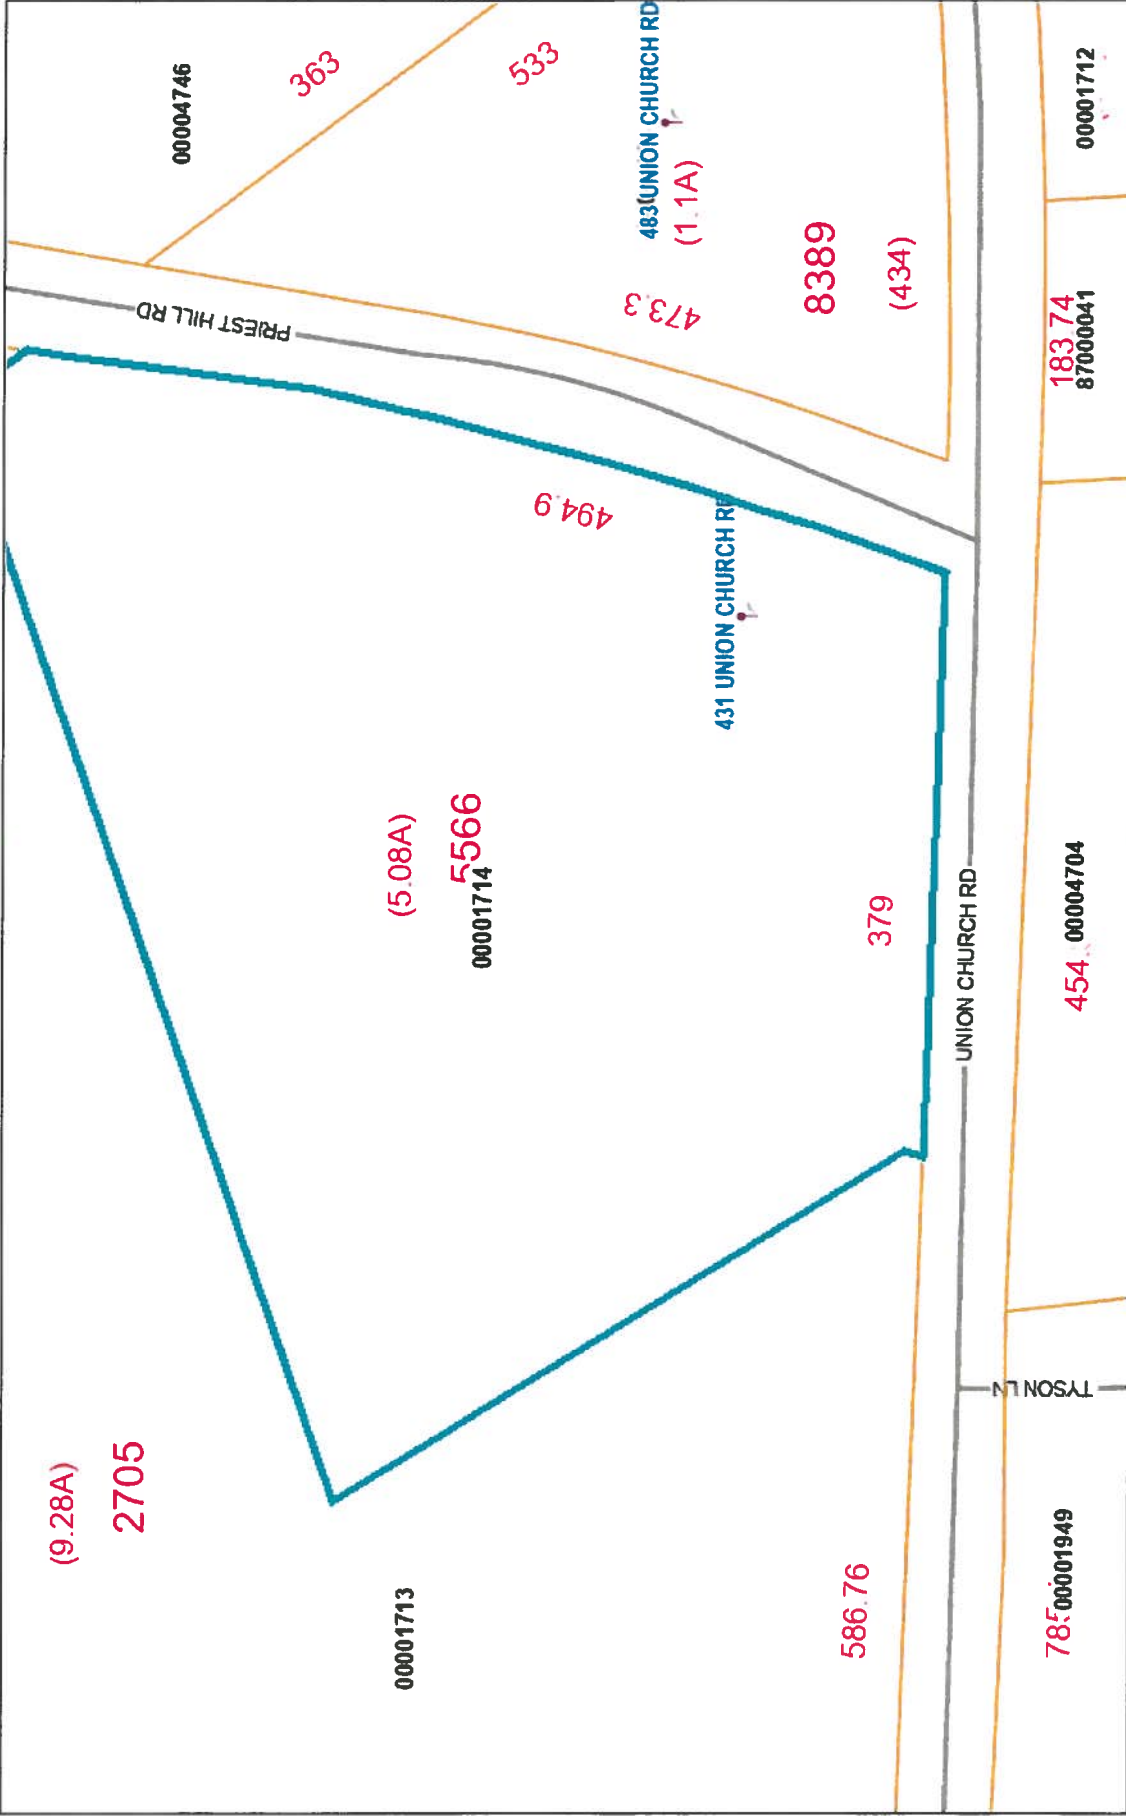 (9.28A)
2705
00001713
586.76
785
00001949
TYSON LN
(5.08A)
5566
00001714
379
UNION CHURCH RD
454
00004704
431 UNION CHURCH RD
494.9
PRIEST HILL RD
473.3
00004746
363
533
483 UNION CHURCH RD
(1.1A)
8389
(434)
183.74
87000041
00001712